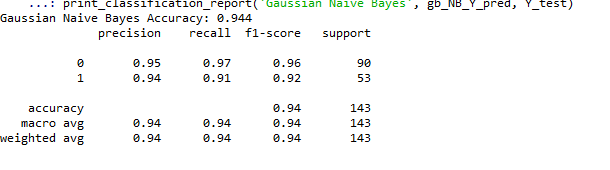 ...: print_classification_report('Gaussian Naive Bayes', gb_NB_Y_pred, Y_test)
Gaussian Naive Bayes Accuracy: 0.944
precision recall f1-score support
0 0.95 0.97 0.96 90
1 0.94 0.91 0.92 53
accuracy 0.94 143
macro avg 0.94 0.94 0.94 143
weighted avg 0.94 0.94 0.94 143